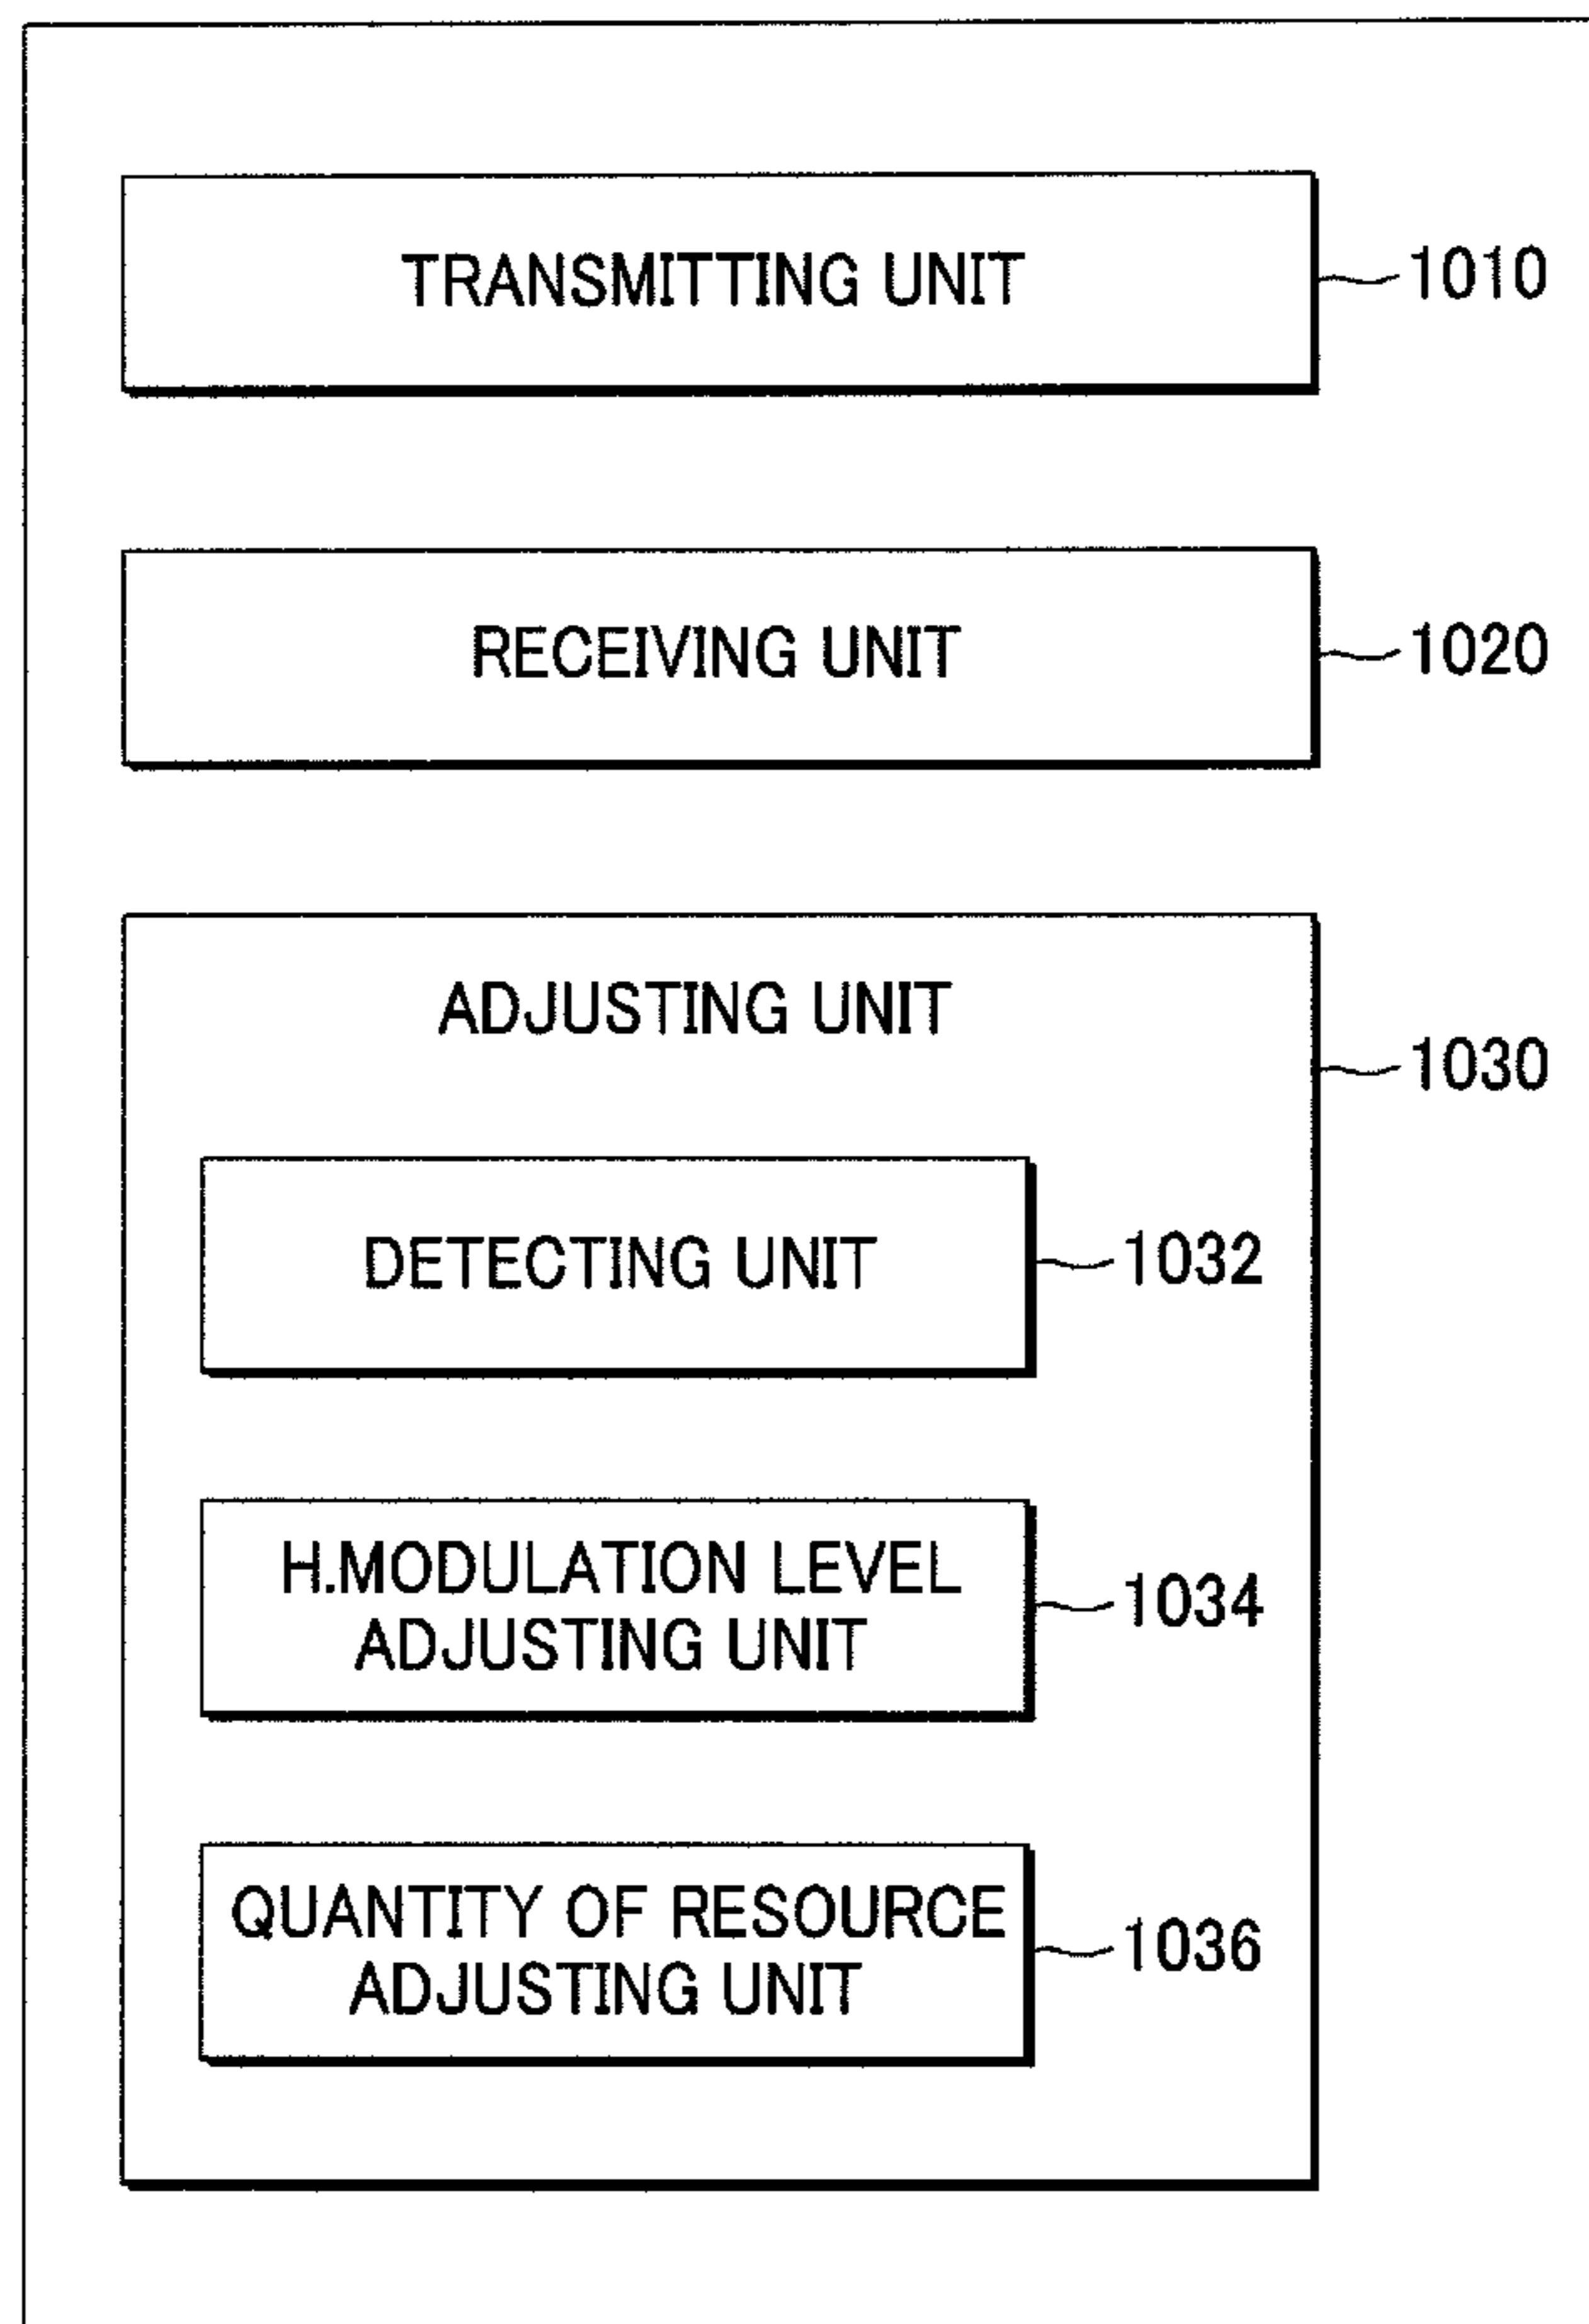 TRANSMITTING UNIT
1010
RECEIVING UNIT
1020
ADJUSTING UNIT
1030
DETECTING UNIT
1032
H.MODULATION LEVEL
ADJUSTING UNIT
1034
QUANTITY OF RESOURCE
ADJUSTING UNIT
1036